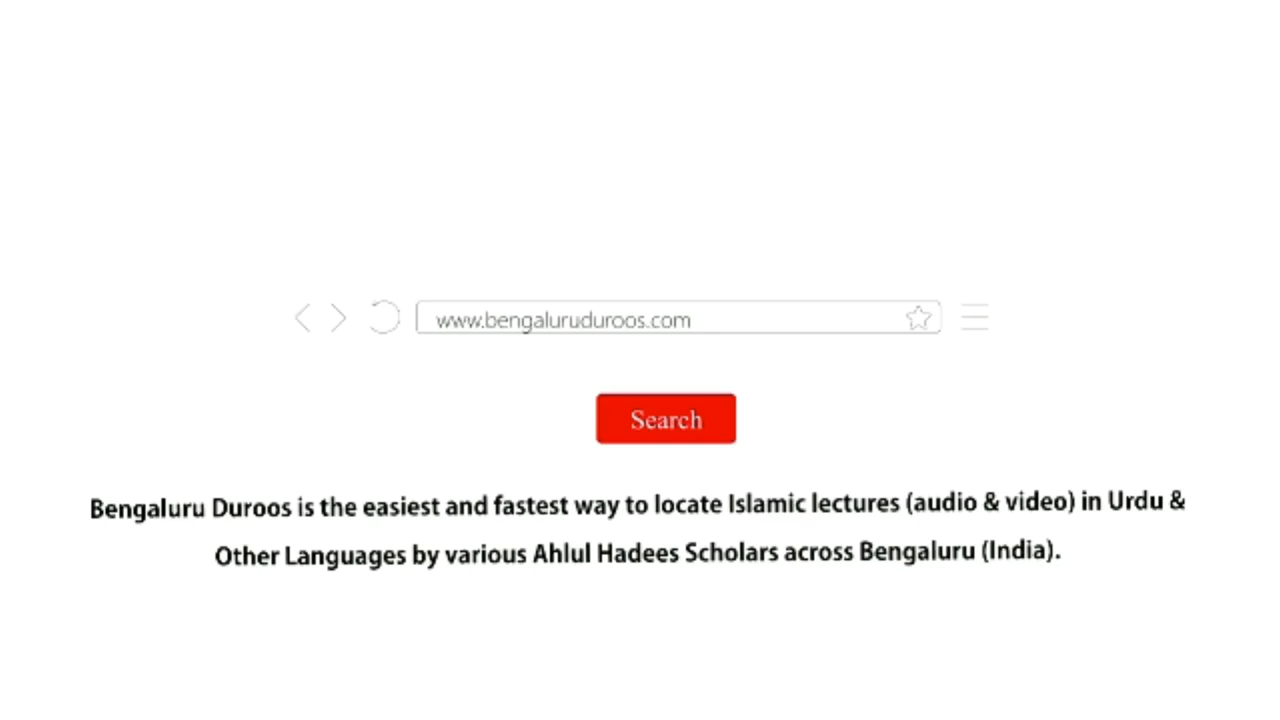 www.bengaluruduroos.com
Search
Bengaluru Duroos is the easiest and fastest way to locate Islamic lectures (audio & video) in Urdu &
Other Languages by various Ahlul Hadees Scholars across Bengaluru (India).